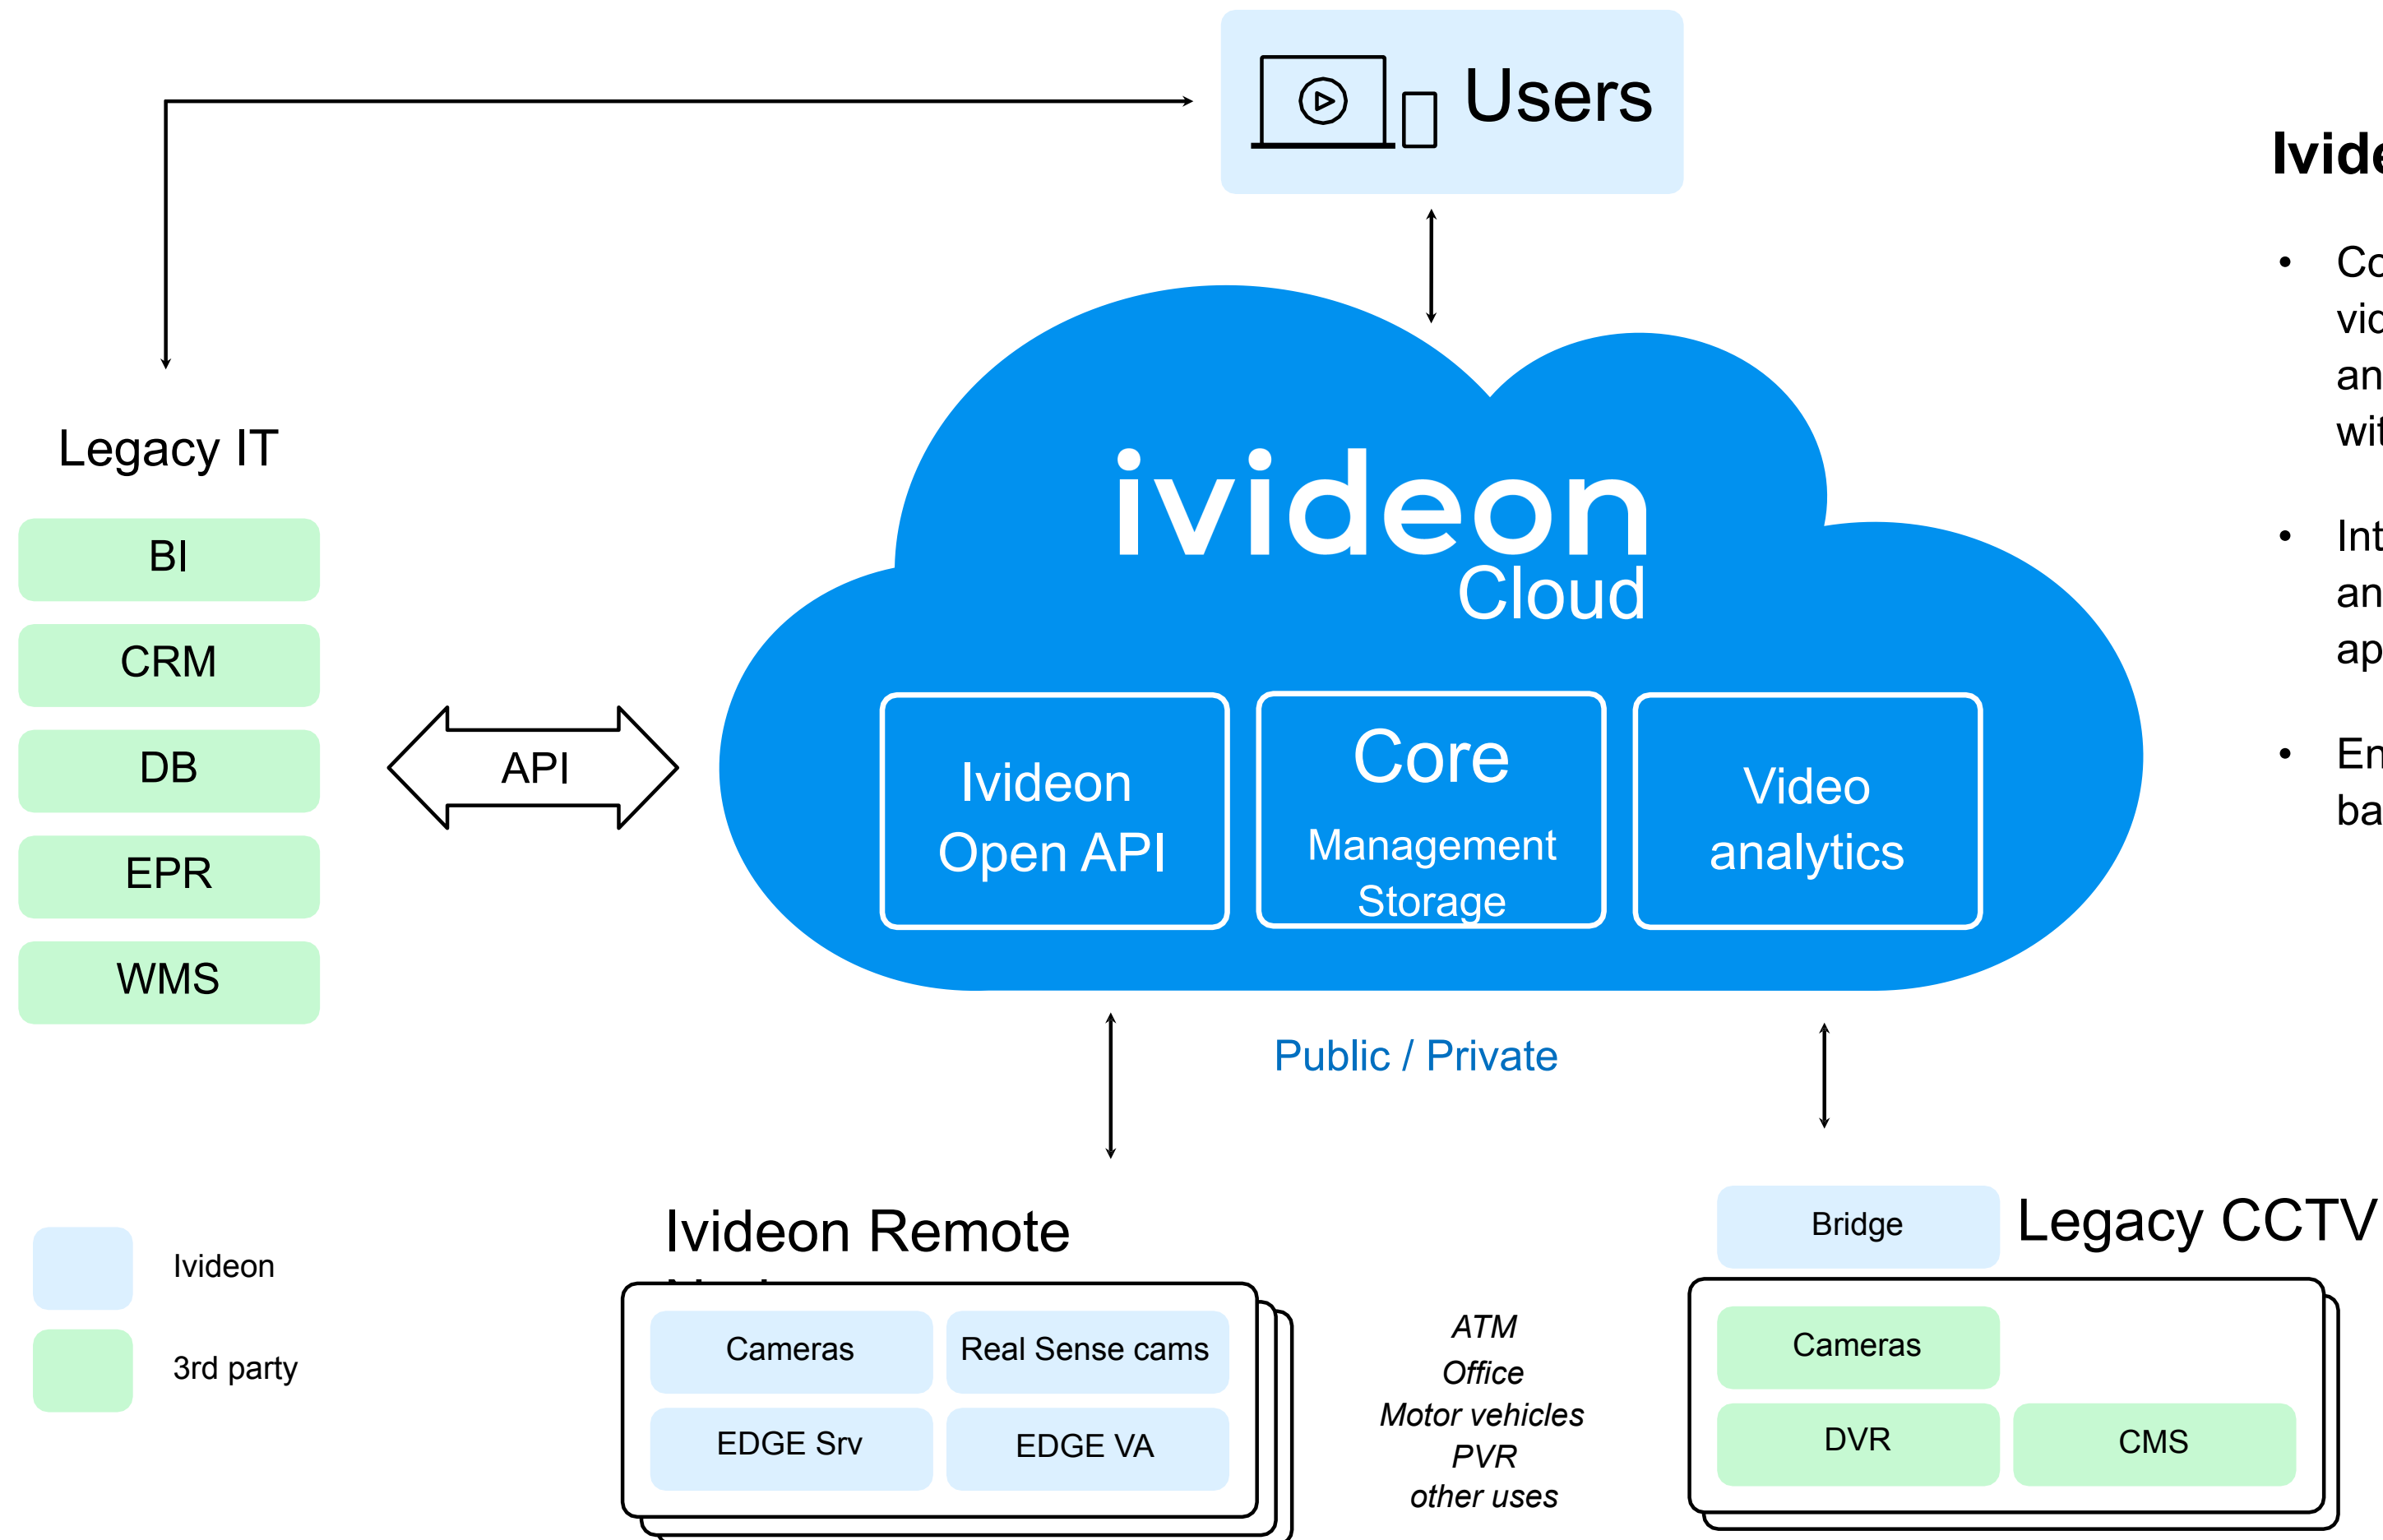 Users
Legacy IT
BI
CRM
DB
EPR
WMS
API
ivideon
Cloud
Ivideon
Open API
Core
Management
Storage
Video
analytics
Public / Private
Ivideon
3rd party
Ivideon Remote
Cameras
Real Sense cams
EDGE Srv
EDGE VA
ATM
Office
Motor vehicles
PVR
other uses
Bridge
Legacy CCTV
Cameras
DVR
CMS